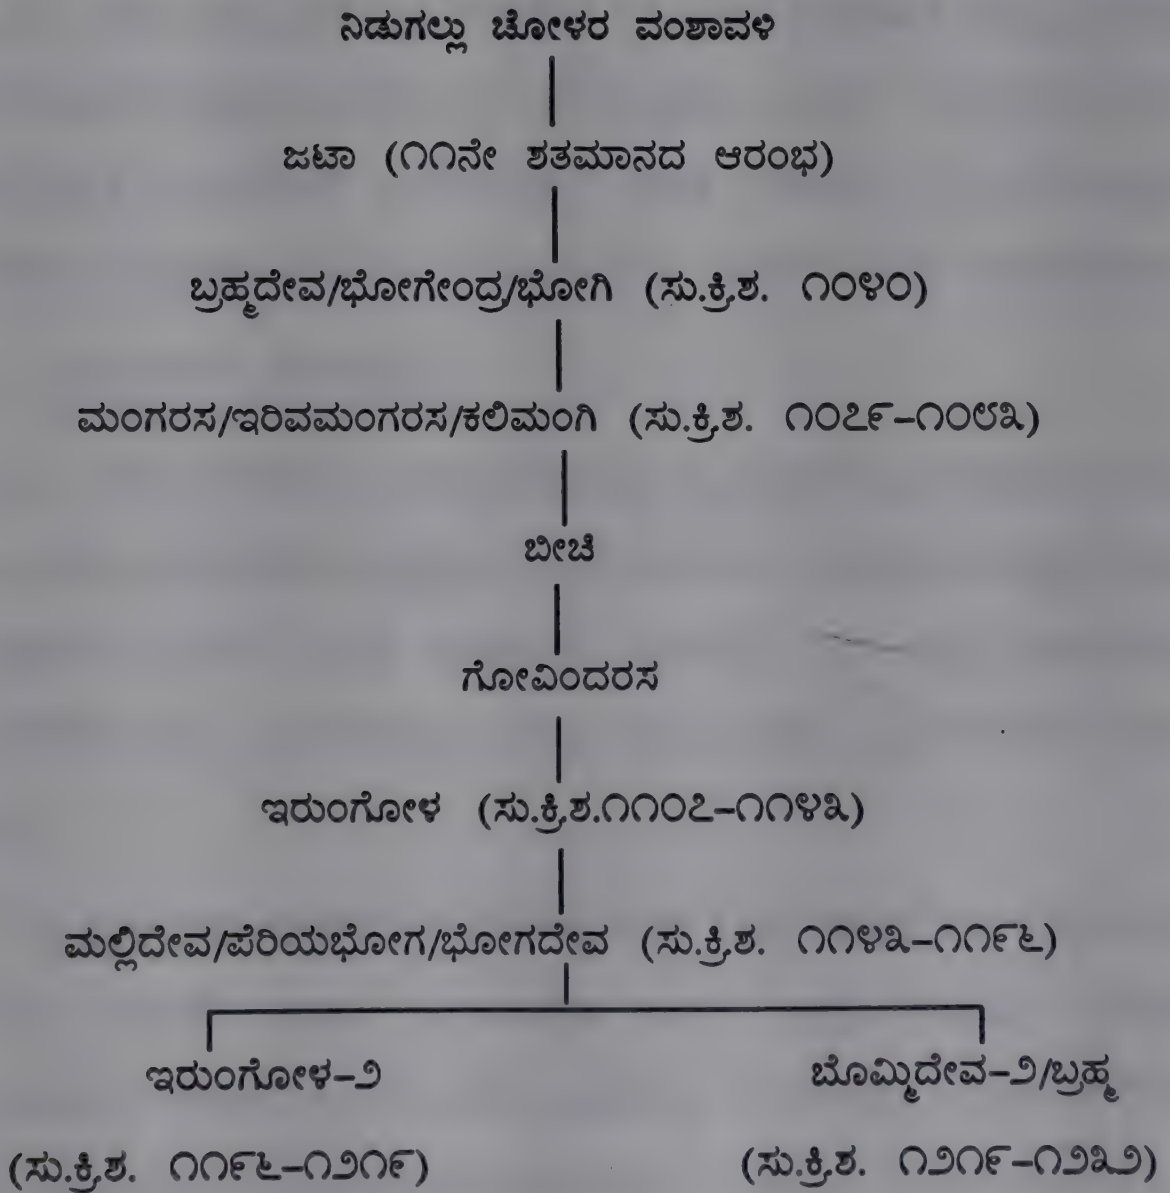 ನಿಡುಗಲ್ಲು ಚೋಳರ ವಂಶಾವಳಿ
ಜಟಾ (೧೧ನೇ ಶತಮಾನದ ಆರಂಭ)
ಬ್ರಹ್ಮದೇವ/ಭೋಗೇಂದ್ರ/ಭೋಗಿ (ಸು.ಕ್ರಿ.ಶ. ೧೦೪೦)
ಮಂಗರಸ/ಇರಿವಮಂಗರಸ/ಕಲಿಮಂಗಿ (ಸು.ಕ್ರಿ.ಶ. ೧೦೭೯–೧೦೮೩)
ಬೀಚಿ
ಗೋವಿಂದರಸ
ಇರುಂಗೋಳ (ಸು.ಕ್ರಿ.ಶ.೧೧೦೭–೧೧೪೩)
ಮಲ್ಲಿದೇವ/ಪೆರಿಯಭೋಗ/ಭೋಗದೇವ (ಸು.ಕ್ರಿ.ಶ. ೧೧೪೩–೧೧೯೬)
ಇರುಂಗೋಳ–೨ ಬೊಮ್ಮಿದೇವ–೨/ಬ್ರಹ್ಮ
(ಸು.ಕ್ರಿ.ಶ. ೧೧೯೬–೧೨೧೯) (ಸು.ಕ್ರಿ.ಶ. ೧೨೧೯–೧೨೩೨)